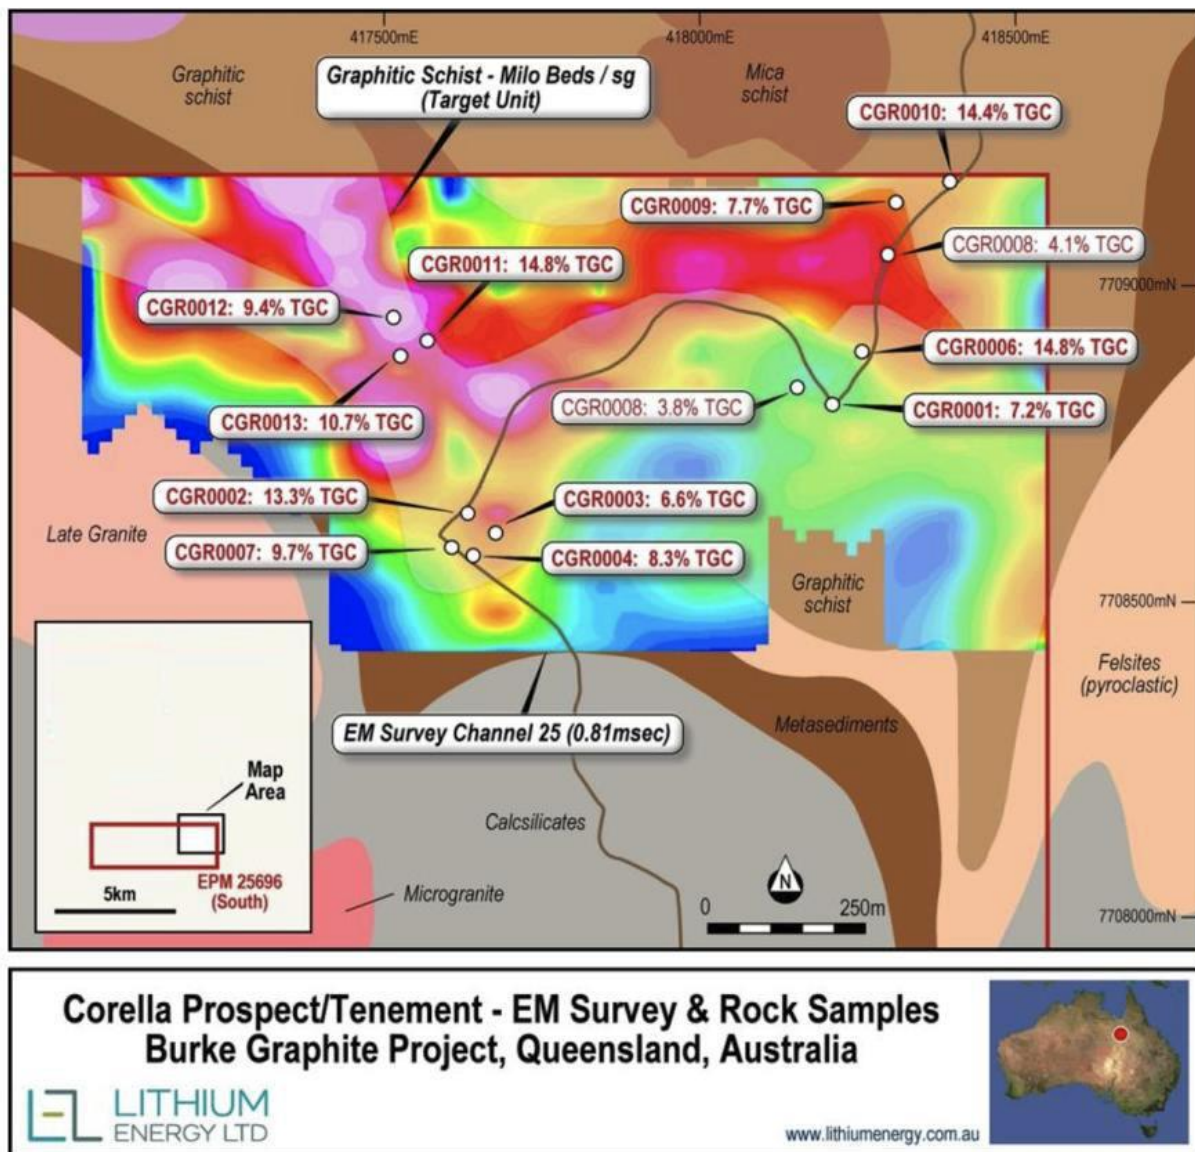 417500mE
418000mE
418500mE
Graphitic
schist
Graphitic Schist - Milo Beds / sg
(Target Unit)
Mica
schist
CGR0010: 14.4% TGC
CGR0009: 7.7% TGC
CGR0008: 4.1% TGC
CGR0011: 14.8% TGC
7709000mN
CGR0012: 9.4% TGC
CGR0006: 14.8% TGC
CGR0008: 3.8% TGC
CGR0001: 7.2% TGC
CGR0013: 10.7% TGC
CGR0002: 13.3% TGC
CGR0003: 6.6% TGC
Late Granite
CGR0007: 9.7% TGC
CGR0004: 8.3% TGC
Graphitic
schist
7708500mN
Felsites
(pyroclastic)
EM Survey Channel 25 (0.81msec)
Metasediments
Map
Area
Calcsilicates
EPM 25696
(South)
5km
Microgranite
N
0
250m
7708000mN
Corella Prospect/Tenement - EM Survey & Rock Samples
Burke Graphite Project, Queensland, Australia
LITHIUM
ENERGY LTD
www.lithiumenergy.com.au